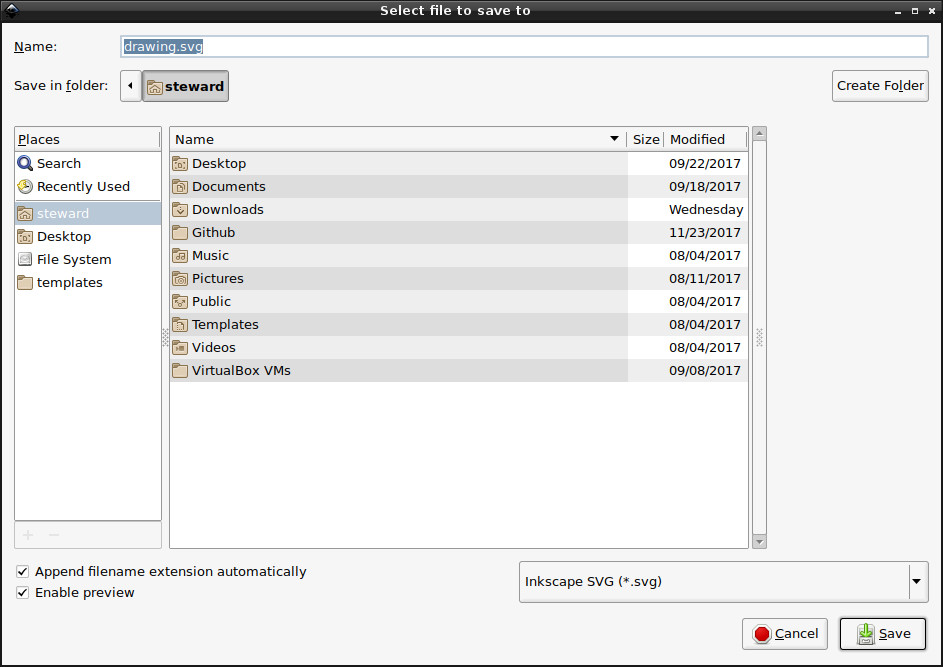 Select file to save to
Name: drawing.svg
Save in folder: steward Create Folder
Places
Search
Recently Used
steward
Desktop
File System
templates
Name Size Modified
Desktop 09/22/2017
Documents 09/18/2017
Downloads Wednesday
Github 11/23/2017
Music 08/04/2017
Pictures 08/11/2017
Public 08/04/2017
Templates 08/04/2017
Videos 08/04/2017
VirtualBox VMs 09/08/2017
Append filename extension automatically
Enable preview
Inkscape SVG (*.svg)
Cancel Save